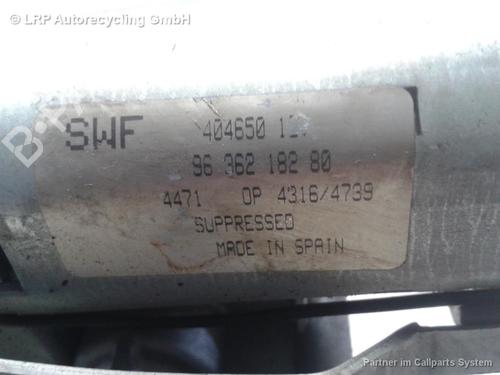 © LRP Autorecycling GmbH
SWF 404650
96 362 182 80
4471 OP 4316/4739
SUPPRESSED
MADE IN SPAIN
Partner im Callparts System